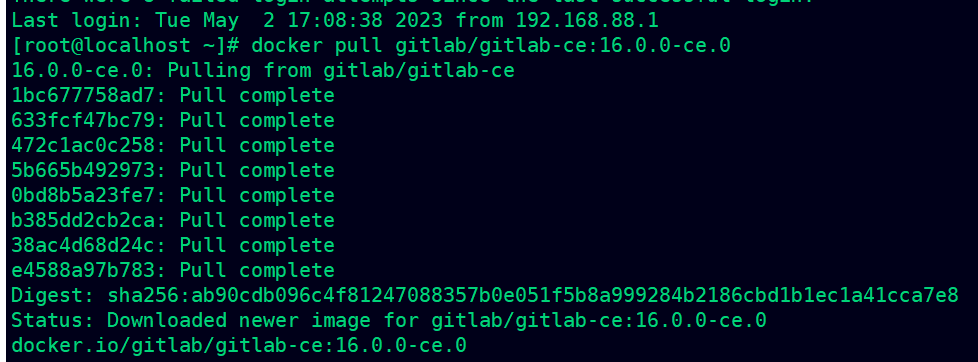 Last login: Tue May  2 17:08:38 2023 from 192.168.88.1
[root@localhost ~]# docker pull gitlab/gitlab-ce:16.0.0-ce.0
16.0.0-ce.0: Pulling from gitlab/gitlab-ce
1bc677758ad7: Pull complete
633fcf47bc79: Pull complete
472c1ac0c258: Pull complete
5b665b492973: Pull complete
0bd8b5a23fe7: Pull complete
b385dd2cb2ca: Pull complete
38ac4d68d24c: Pull complete
e4588a97b783: Pull complete
Digest: sha256:ab90cdb096c4f81247088357b0e051f5b8a999284b2186cbd1b1ec1a41cca7e8
Status: Downloaded newer image for gitlab/gitlab-ce:16.0.0-ce.0
docker.io/gitlab/gitlab-ce:16.0.0-ce.0